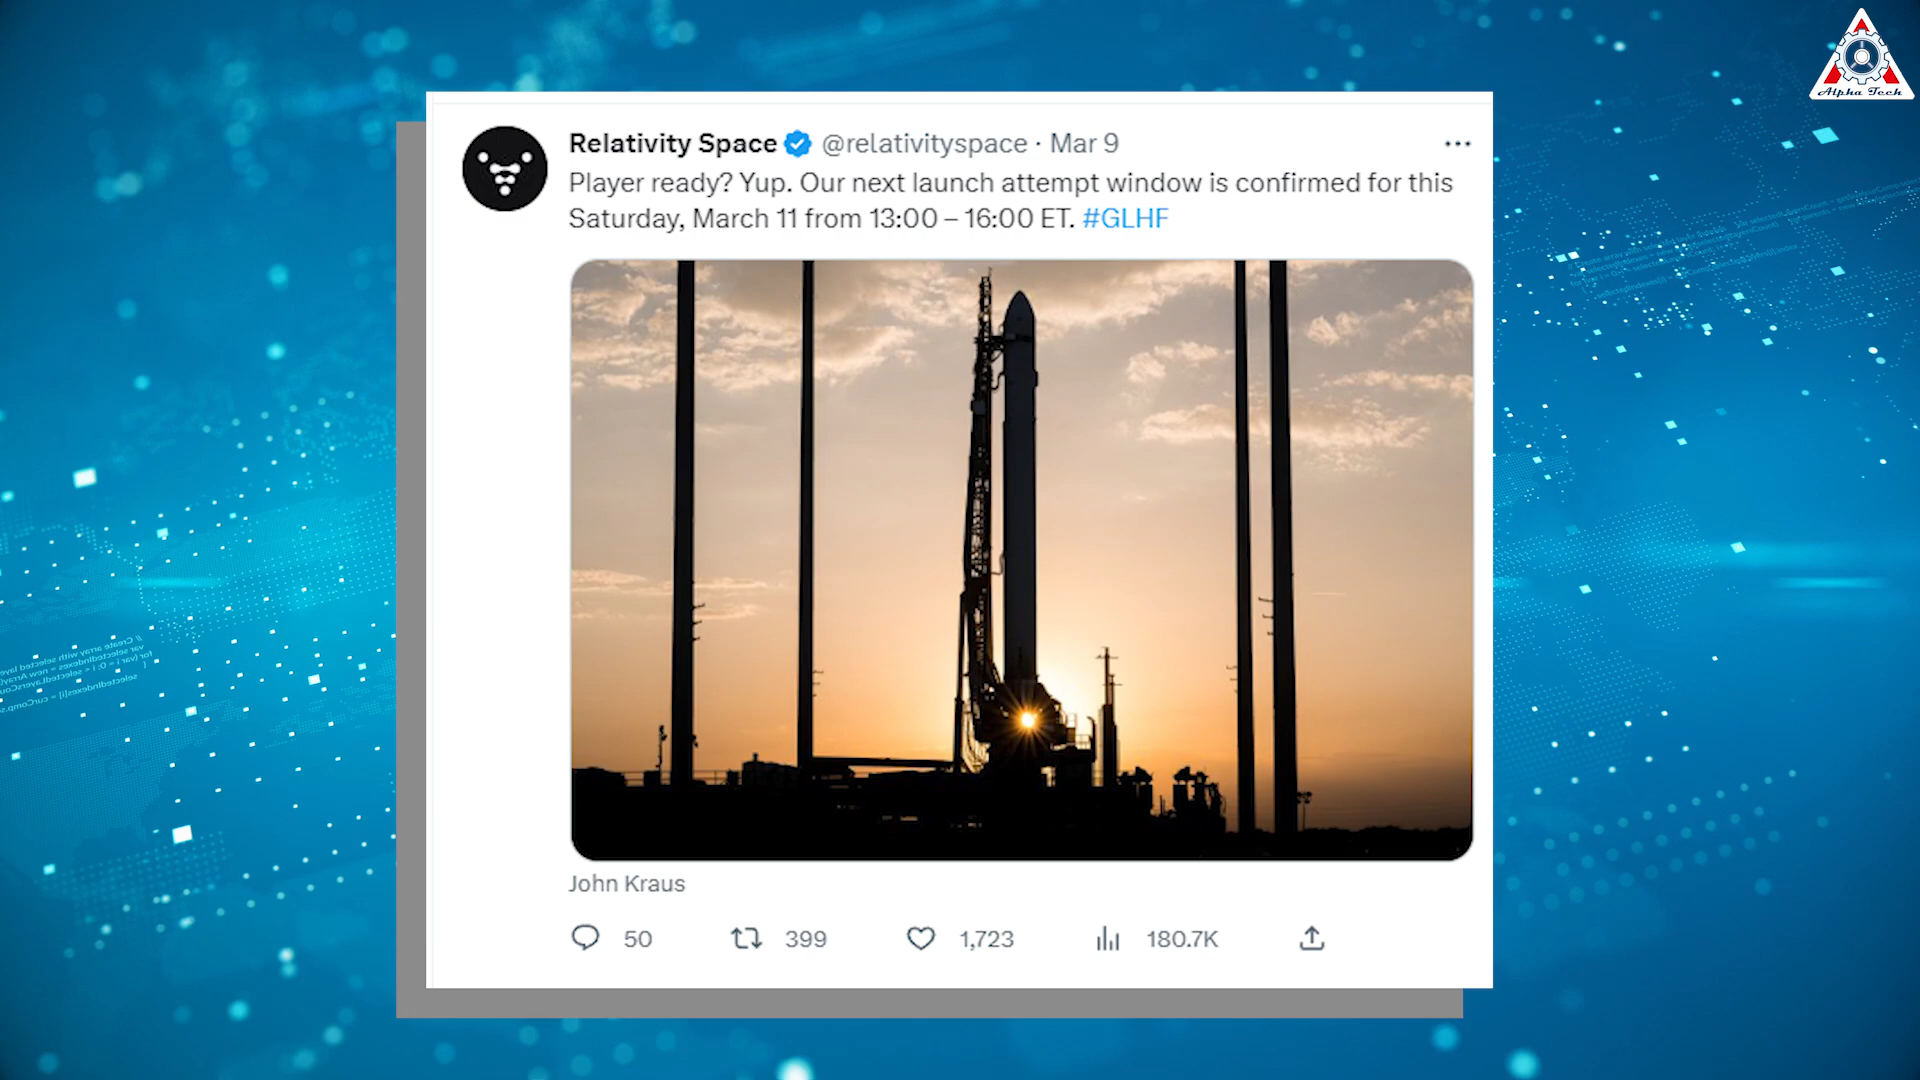 Alpha Tech
Relativity Space @relativityspace · Mar 9
Player ready? Yup. Our next launch attempt window is confirmed for this
Saturday, March 11 from 13:00 – 16:00 ET. #GLHF
John Kraus
50 399 1,723 180.7K